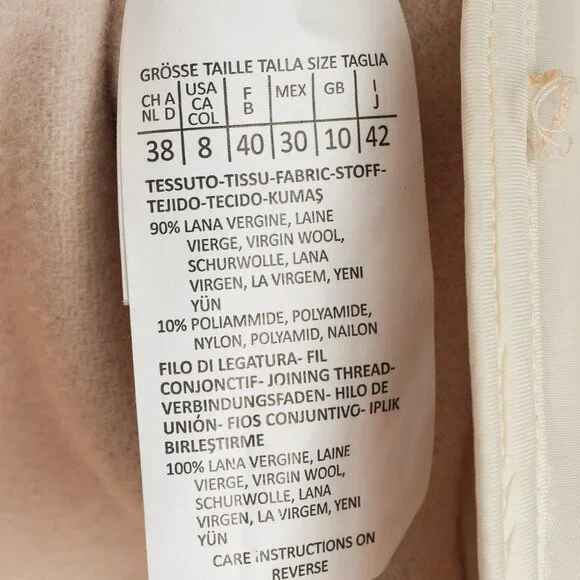 GRÖSSE TAILLE TALLA SIZE TAGLIA
CH A NL D USA CA COL F B MEX GB I J
38 8 40 30 10 42
TESSUTO-TISSU-FABRIC-STOFF-
TEJIDO-TECIDO-KUMAŞ
90% LANA VERGINE, LAINE
VIERGE, VIRGIN WOOL,
SCHURWOLLE, LANA
VIRGEN, LA VIRGEM, YENI
YÜN
10% POLIAMMIDE, POLYAMIDE,
NYLON, POLYAMID, NAILON
FILO DI LEGATURA- FIL
CONJONCTIF- JOINING THREAD-
VERBINDUNGSFADEN- HILO DE
UNIÓN- FIOS CONJUNTIVO- IPLIK
BIRLEŞTIRME
100% LANA VERGINE, LAINE
VIERGE, VIRGIN WOOL,
SCHURWOLLE, LANA
VIRGEN, LA VIRGEM, YENI
YÜN
CARE INSTRUCTIONS ON
REVERSE